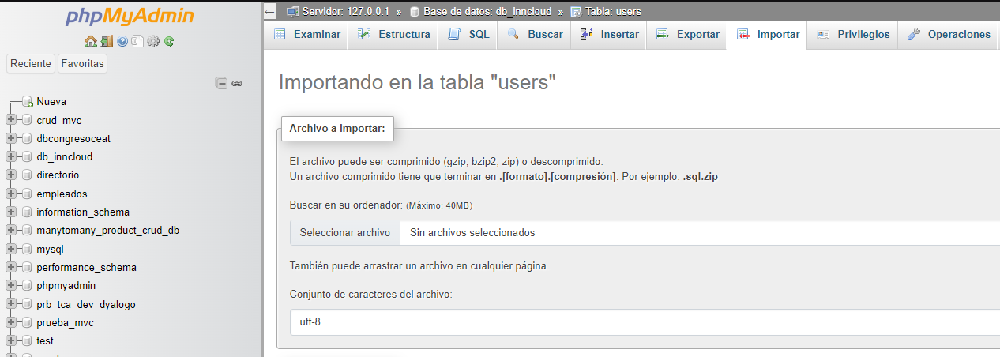 phpMyAdmin
Reciente Favoritas
Nueva
crud_mvc
dbcongresoceat
db_inncloud
directorio
empleados
information_schema
manytomany_product_crud_db
mysql
performance_schema
phpmyadmin
prb_tca_dev_dyalogo
prueba_mvc
test
← Servidor: 127.0.0.1 » Base de datos: db_inncloud » Tabla: users
Examinar Estructura SQL Buscar Insertar Exportar Importar Privilegios Operaciones
Importando en la tabla "users"
Archivo a importar:
El archivo puede ser comprimido (gzip, bzip2, zip) o descomprimido.
Un archivo comprimido tiene que terminar en .[formato].[compresión]. Por ejemplo: .sql.zip
Buscar en su ordenador: (Máximo: 40MB)
Seleccionar archivo Sin archivos seleccionados
También puede arrastrar un archivo en cualquier página.
Conjunto de caracteres del archivo:
utf-8